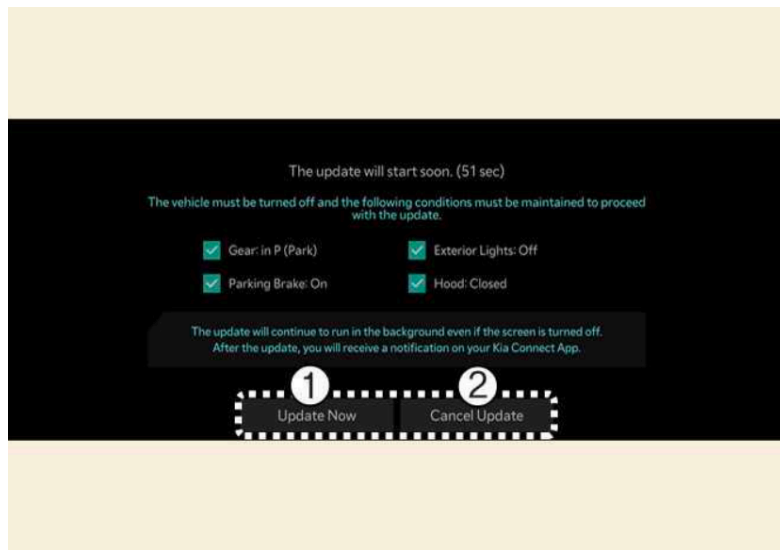 The update will start soon. (51 sec)
The vehicle must be turned off and the following conditions must be maintained to proceed
with the update.
Gear: in P (Park)
Exterior Lights: Off
Parking Brake: On
Hood: Closed
The update will continue to run in the background even if the screen is turned off.
After the update, you will receive a notification on your Kia Connect App.
1
2
Update Now
Cancel Update